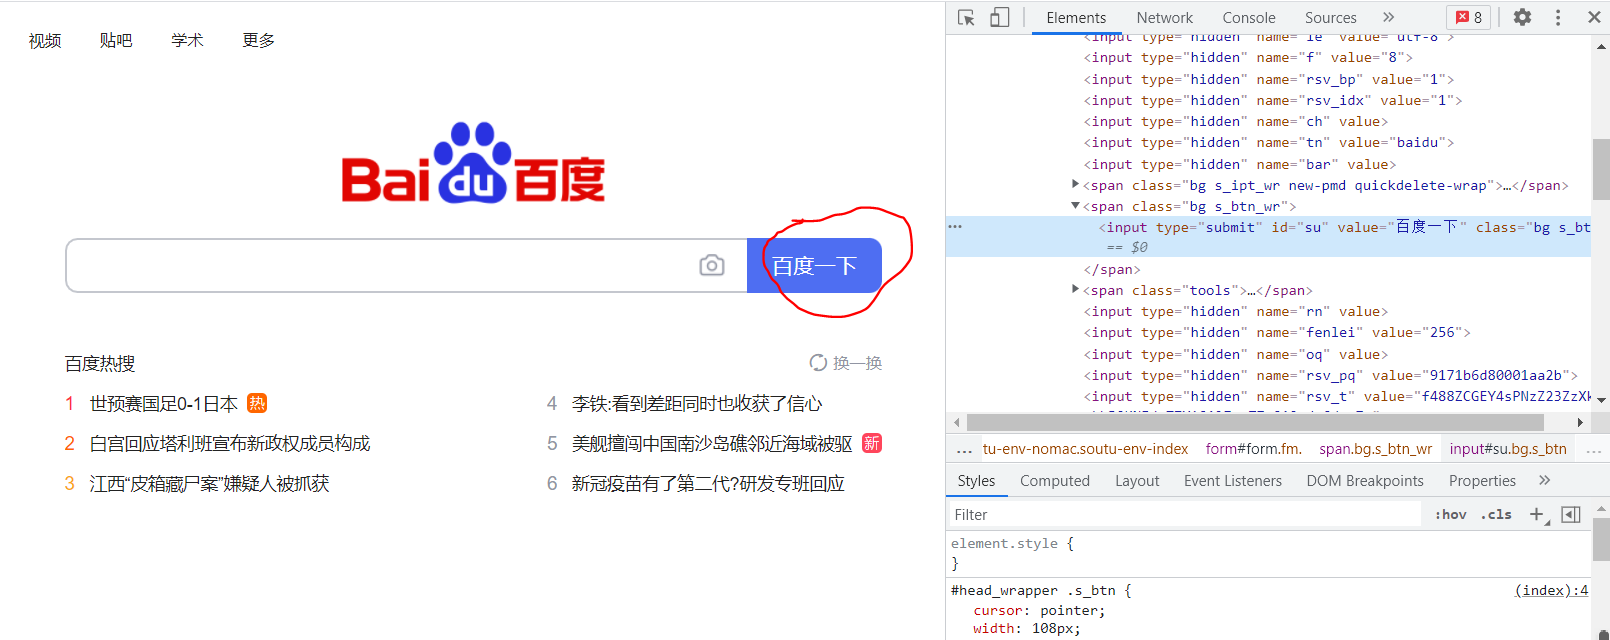 视频 贴吧 学术 更多
Bai du 百度
百度一下
百度热搜 换一换
1 世预赛国足0-1日本 热
2 白宫回应塔利班宣布新政权成员构成
3 江西“皮箱藏尸案”嫌疑人被抓获
4 李铁:看到差距同时也收获了信心
5 美舰擅闯中国南沙岛礁邻近海域被驱 新
6 新冠疫苗有了第二代?研发专班回应
Elements Network Console Sources » 8
<input type="hidden" name="ie" value="utf-8">
<input type="hidden" name="f" value="8">
<input type="hidden" name="rsv_bp" value="1">
<input type="hidden" name="rsv_idx" value="1">
<input type="hidden" name="ch" value>
<input type="hidden" name="tn" value="baidu">
<input type="hidden" name="bar" value>
<span class="bg s_ipt_wr new-pmd quickdelete-wrap">…</span>
<span class="bg s_btn_wr">
… <input type="submit" id="su" value="百度一下" class="bg s_bt
== $0
</span>
<span class="tools">…</span>
<input type="hidden" name="rn" value>
<input type="hidden" name="fenlei" value="256">
<input type="hidden" name="oq" value>
<input type="hidden" name="rsv_pq" value="9171b6d80001aa2b">
<input type="hidden" name="rsv_t" value="f488ZCGEY4sPNzZ23ZzXk
… tu-env-nomac.soutu-env-index form#form.fm. span.bg.s_btn_wr input#su.bg.s_btn …
Styles Computed Layout Event Listeners DOM Breakpoints Properties »
Filter :hov .cls +
element.style {
}
#head_wrapper .s_btn { (index):4
cursor: pointer;
width: 108px;